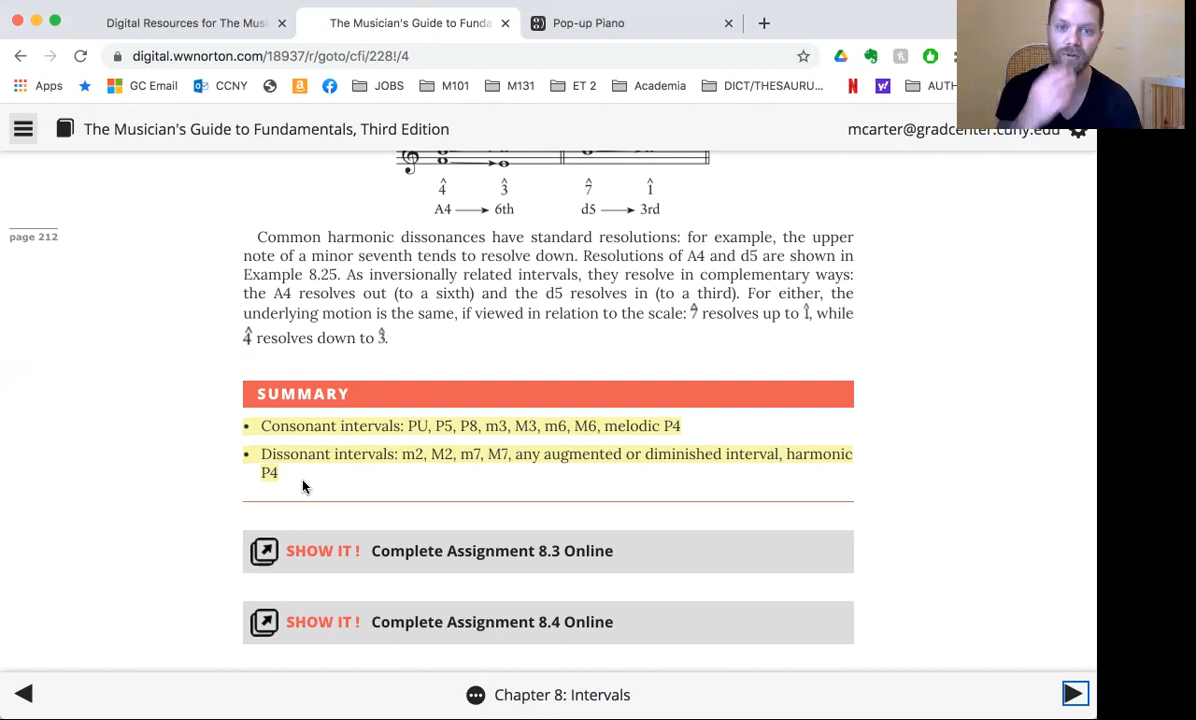 Digital Resources for The Musi
The Musician's Guide to Funda
Pop-up Piano
digital.wwnorton.com/18937/r/goto/cfi/228!/4
Apps GC Email CCNY JOBS M101 M131 ET 2 Academia DICT/THESAURU... AUTH
The Musician's Guide to Fundamentals, Third Edition
mcarter@gradcenter.cuny.edu
4 3 7 1
A4 → 6th d5 → 3rd
page 212
Common harmonic dissonances have standard resolutions: for example, the upper
note of a minor seventh tends to resolve down. Resolutions of A4 and d5 are shown in
Example 8.25. As inversionally related intervals, they resolve in complementary ways:
the A4 resolves out (to a sixth) and the d5 resolves in (to a third). For either, the
underlying motion is the same, if viewed in relation to the scale: 7 resolves up to 1, while
4 resolves down to 3.
SUMMARY
• Consonant intervals: PU, P5, P8, m3, M3, m6, M6, melodic P4
• Dissonant intervals: m2, M2, m7, M7, any augmented or diminished interval, harmonic
P4
SHOW IT! Complete Assignment 8.3 Online
SHOW IT! Complete Assignment 8.4 Online
Chapter 8: Intervals